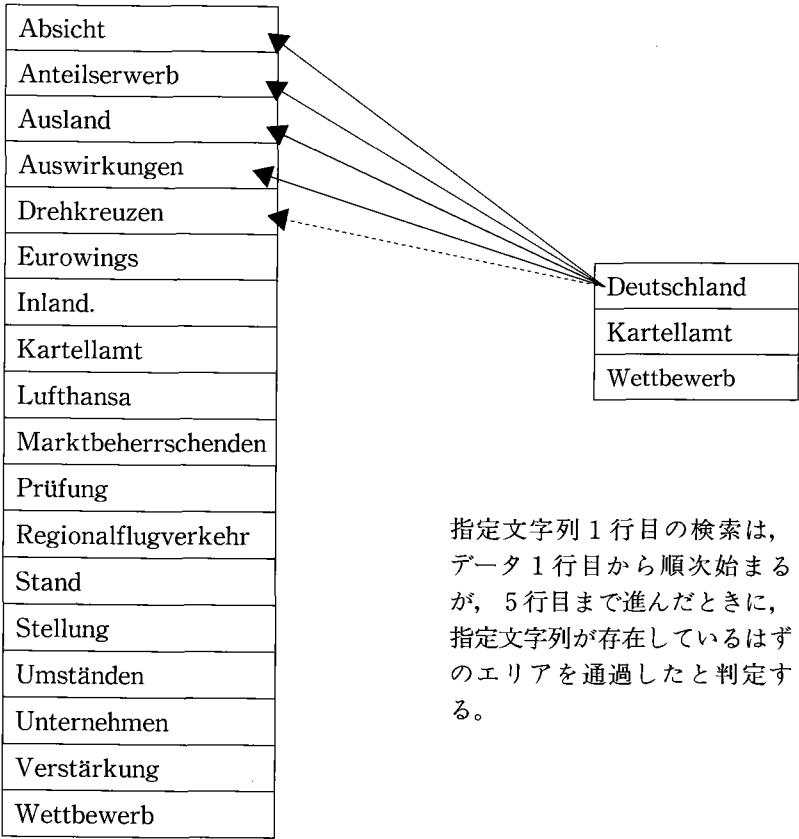 Absicht
Anteilserwerb
Ausland
Auswirkungen
Drehkreuzen
Eurowings
Inland.
Kartellamt
Lufthansa
Marktbeherrschenden
Prüfung
Regionalflugverkehr
Stand
Stellung
Umständen
Unternehmen
Verstärkung
Wettbewerb
Deutschland
Kartellamt
Wettbewerb
指定文字列1行目の検索は，
データ1行目から順次始まる
が，5行目まで進んだときに，
指定文字列が存在しているはず
のエリアを通過したと判定す
る。